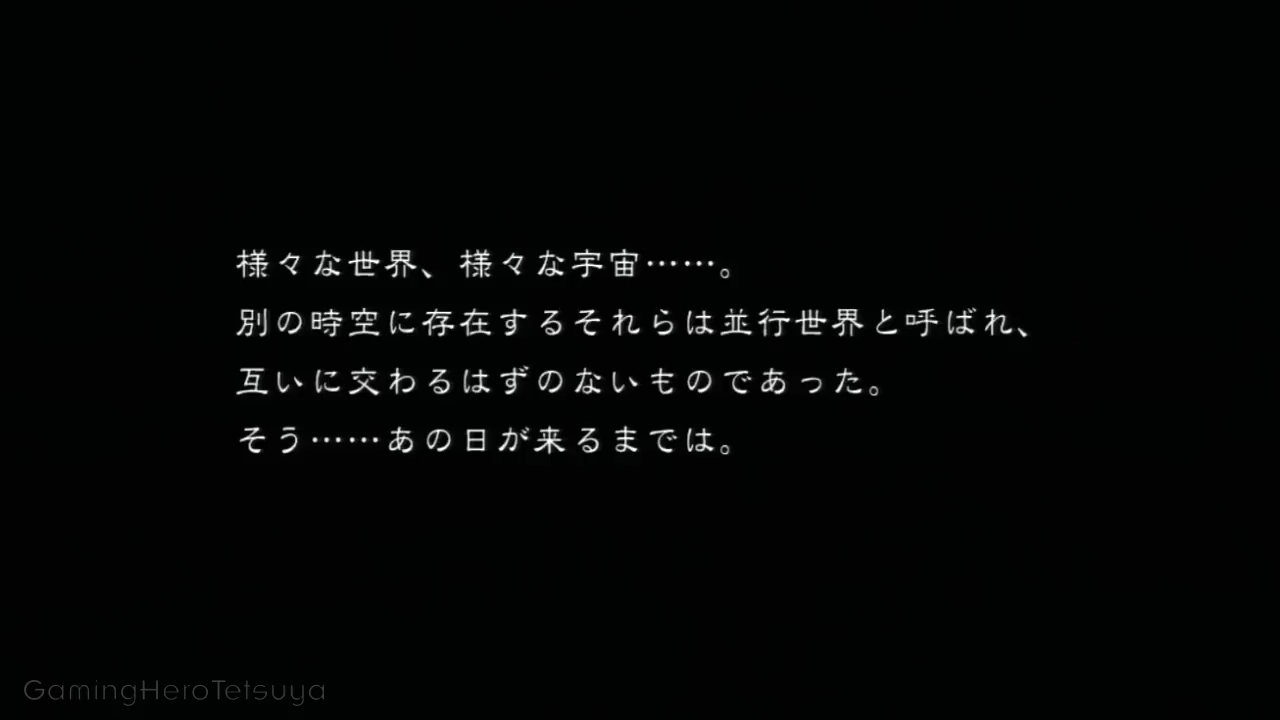 様々な世界、様々な宇宙……。
別の時空に存在するそれらは並行世界と呼ばれ、
互いに交わるはずのないものであった。
そう……あの日が来るまでは。
GamingHeroTetsuya